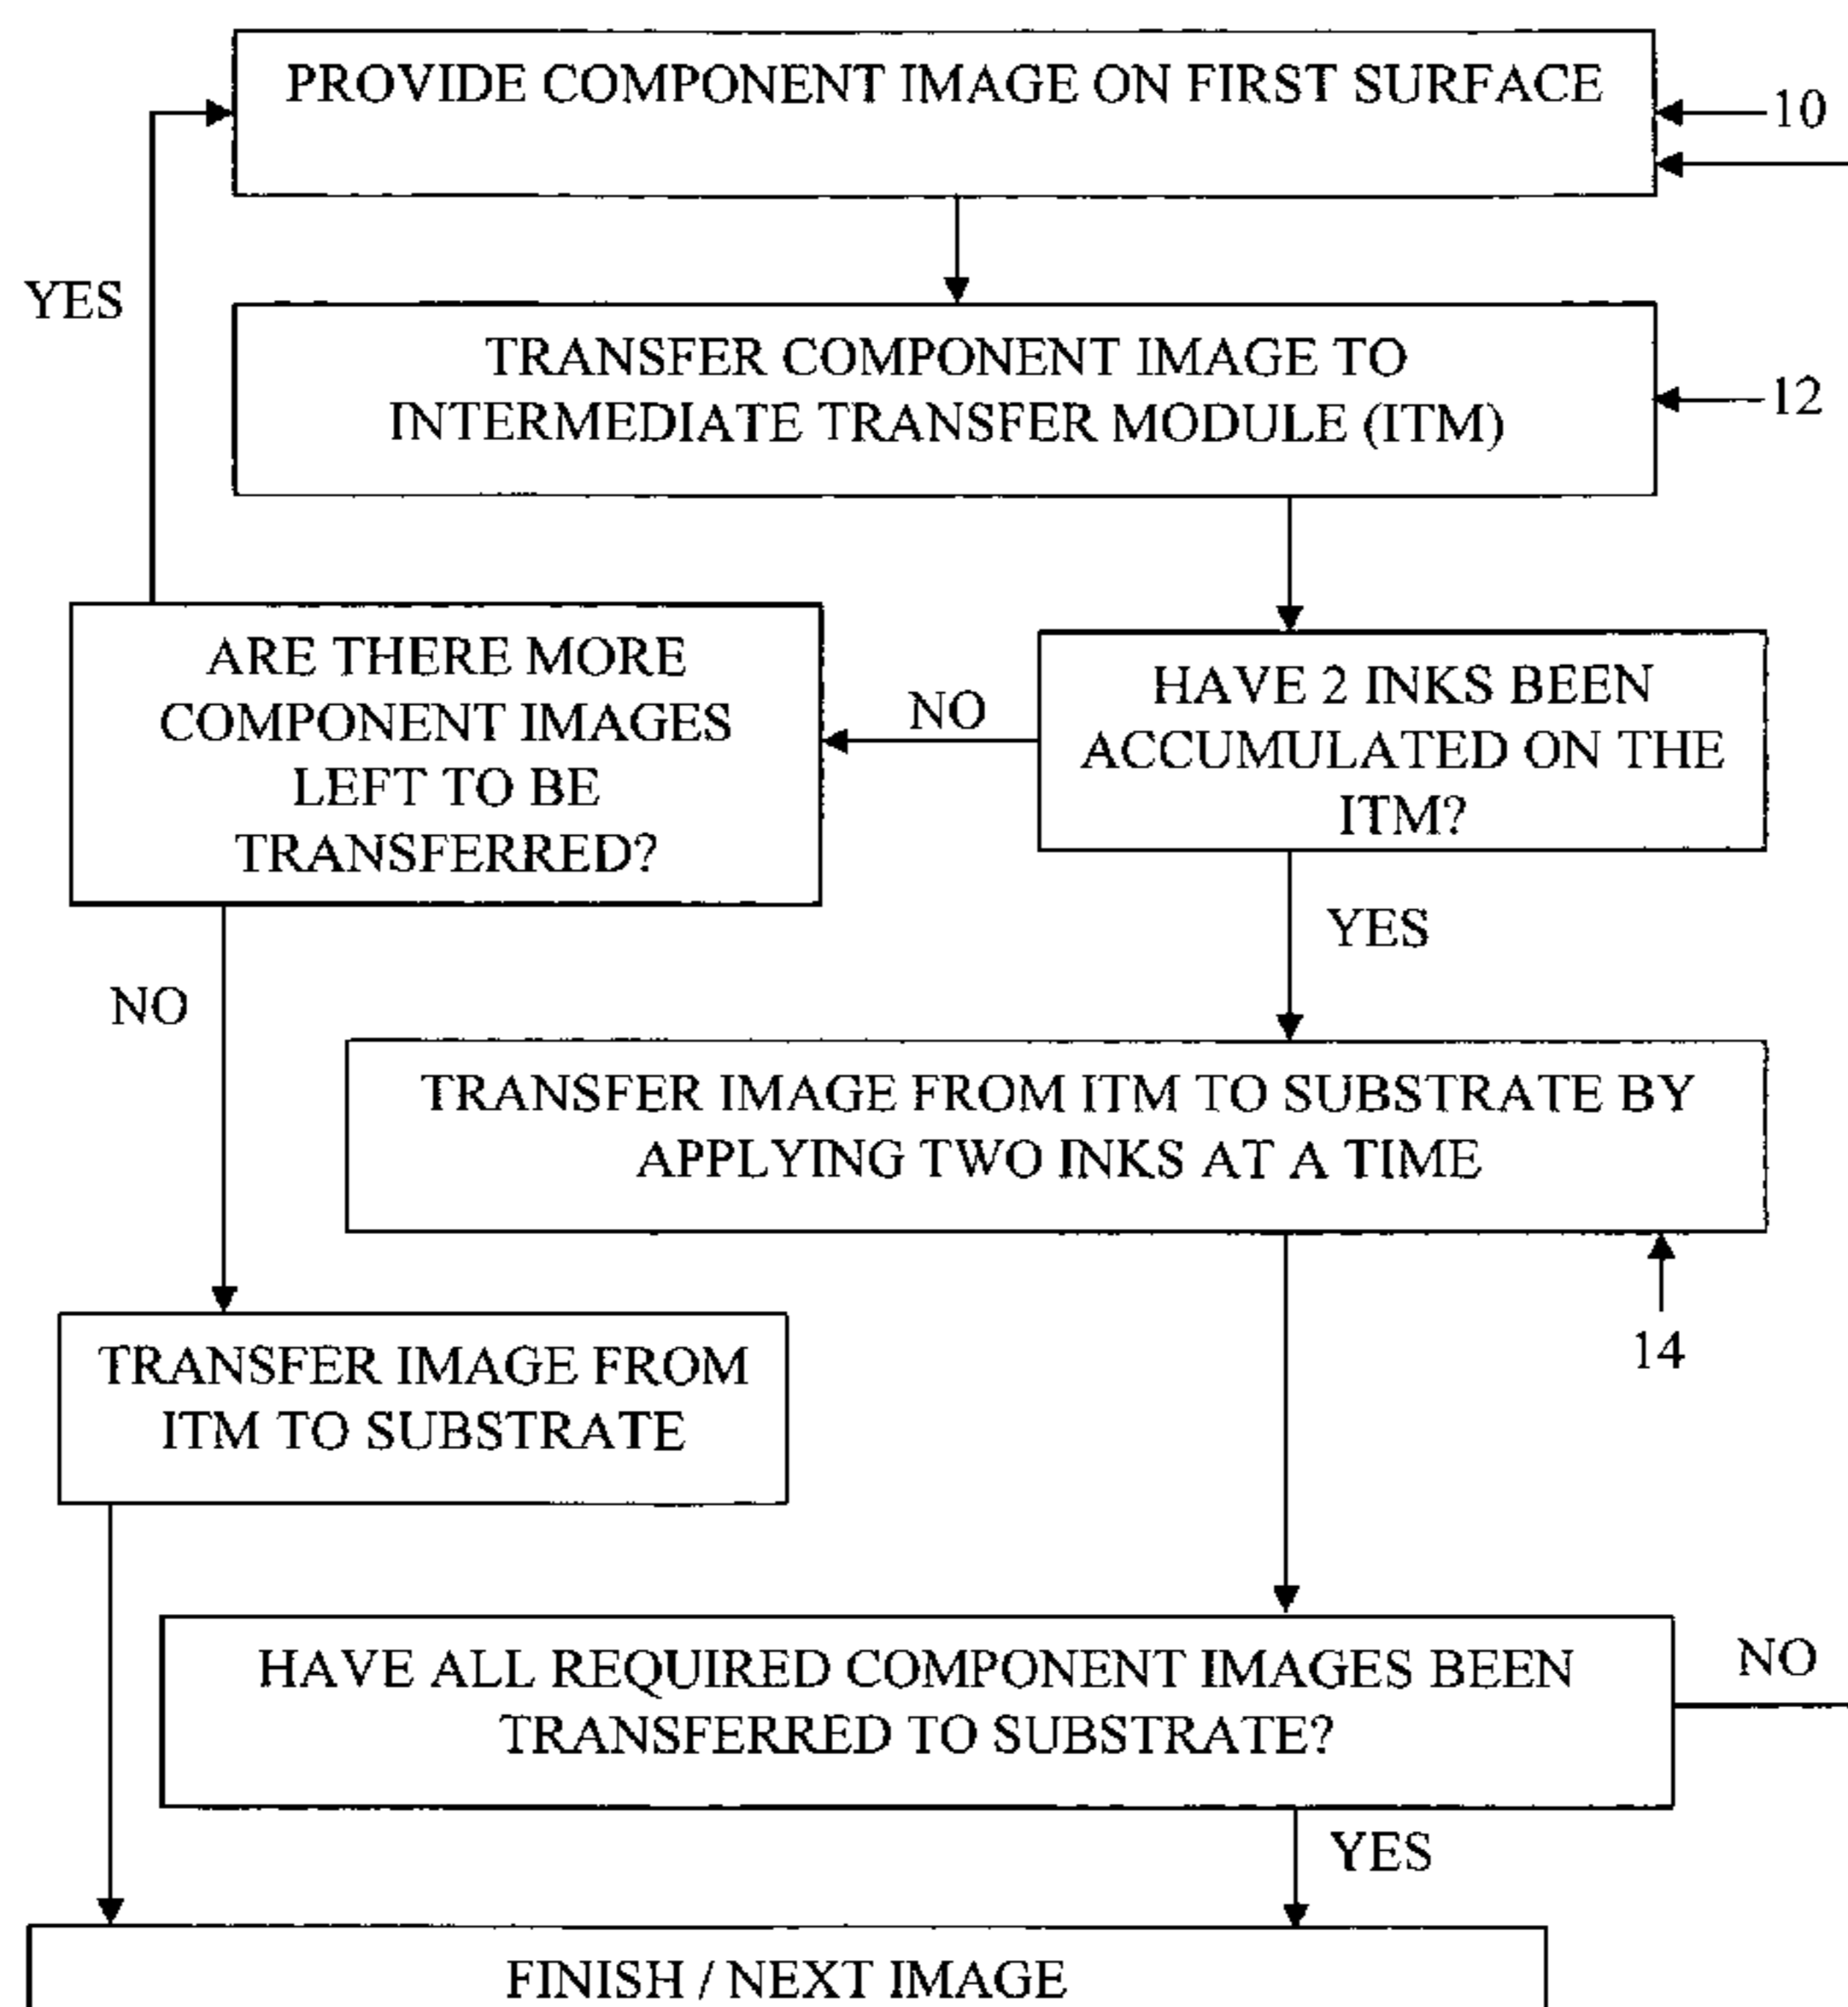 PROVIDE COMPONENT IMAGE ON FIRST SURFACE
10
YES
TRANSFER COMPONENT IMAGE TO
INTERMEDIATE TRANSFER MODULE (ITM)
12
ARE THERE MORE
COMPONENT IMAGES
LEFT TO BE
TRANSFERRED?
NO
HAVE 2 INKS BEEN
ACCUMULATED ON THE
ITM?
YES
NO
TRANSFER IMAGE FROM ITM TO SUBSTRATE BY
APPLYING TWO INKS AT A TIME
14
TRANSFER IMAGE FROM
ITM TO SUBSTRATE
HAVE ALL REQUIRED COMPONENT IMAGES BEEN
TRANSFERRED TO SUBSTRATE?
NO
YES
FINISH / NEXT IMAGE